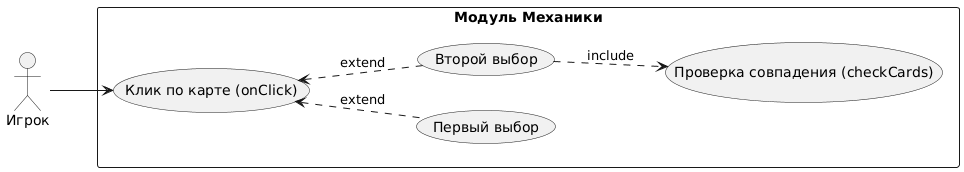 Модуль Механики
Игрок
Клик по карте (onClick)
extend
Второй выбор
include
Проверка совпадения (checkCards)
extend
Первый выбор